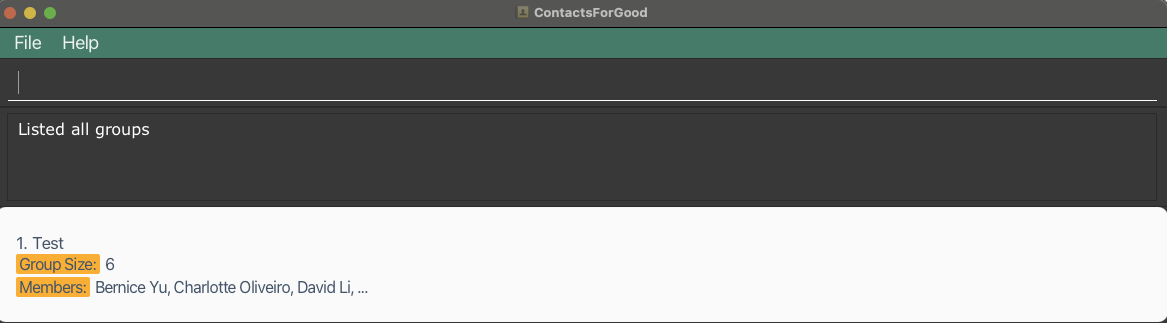 ContactsForGood
File Help
Listed all groups
1. Test
Group Size: 6
Members: Bernice Yu, Charlotte Oliveiro, David Li, ...